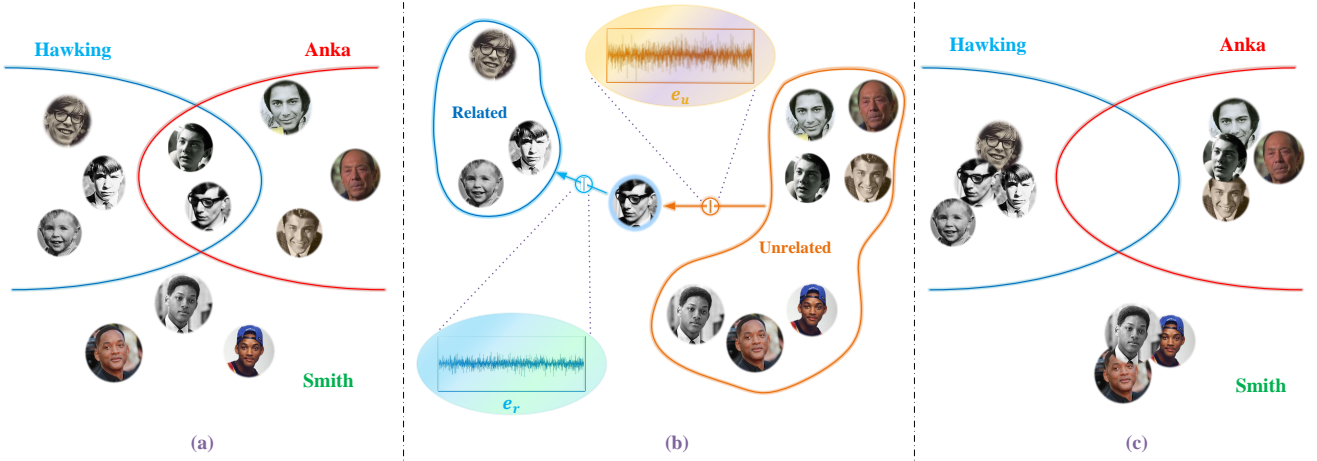 Hawking
Anka
Smith
(a)
Related
e_u
Unrelated
e_r
(b)
Hawking
Anka
Smith
(c)